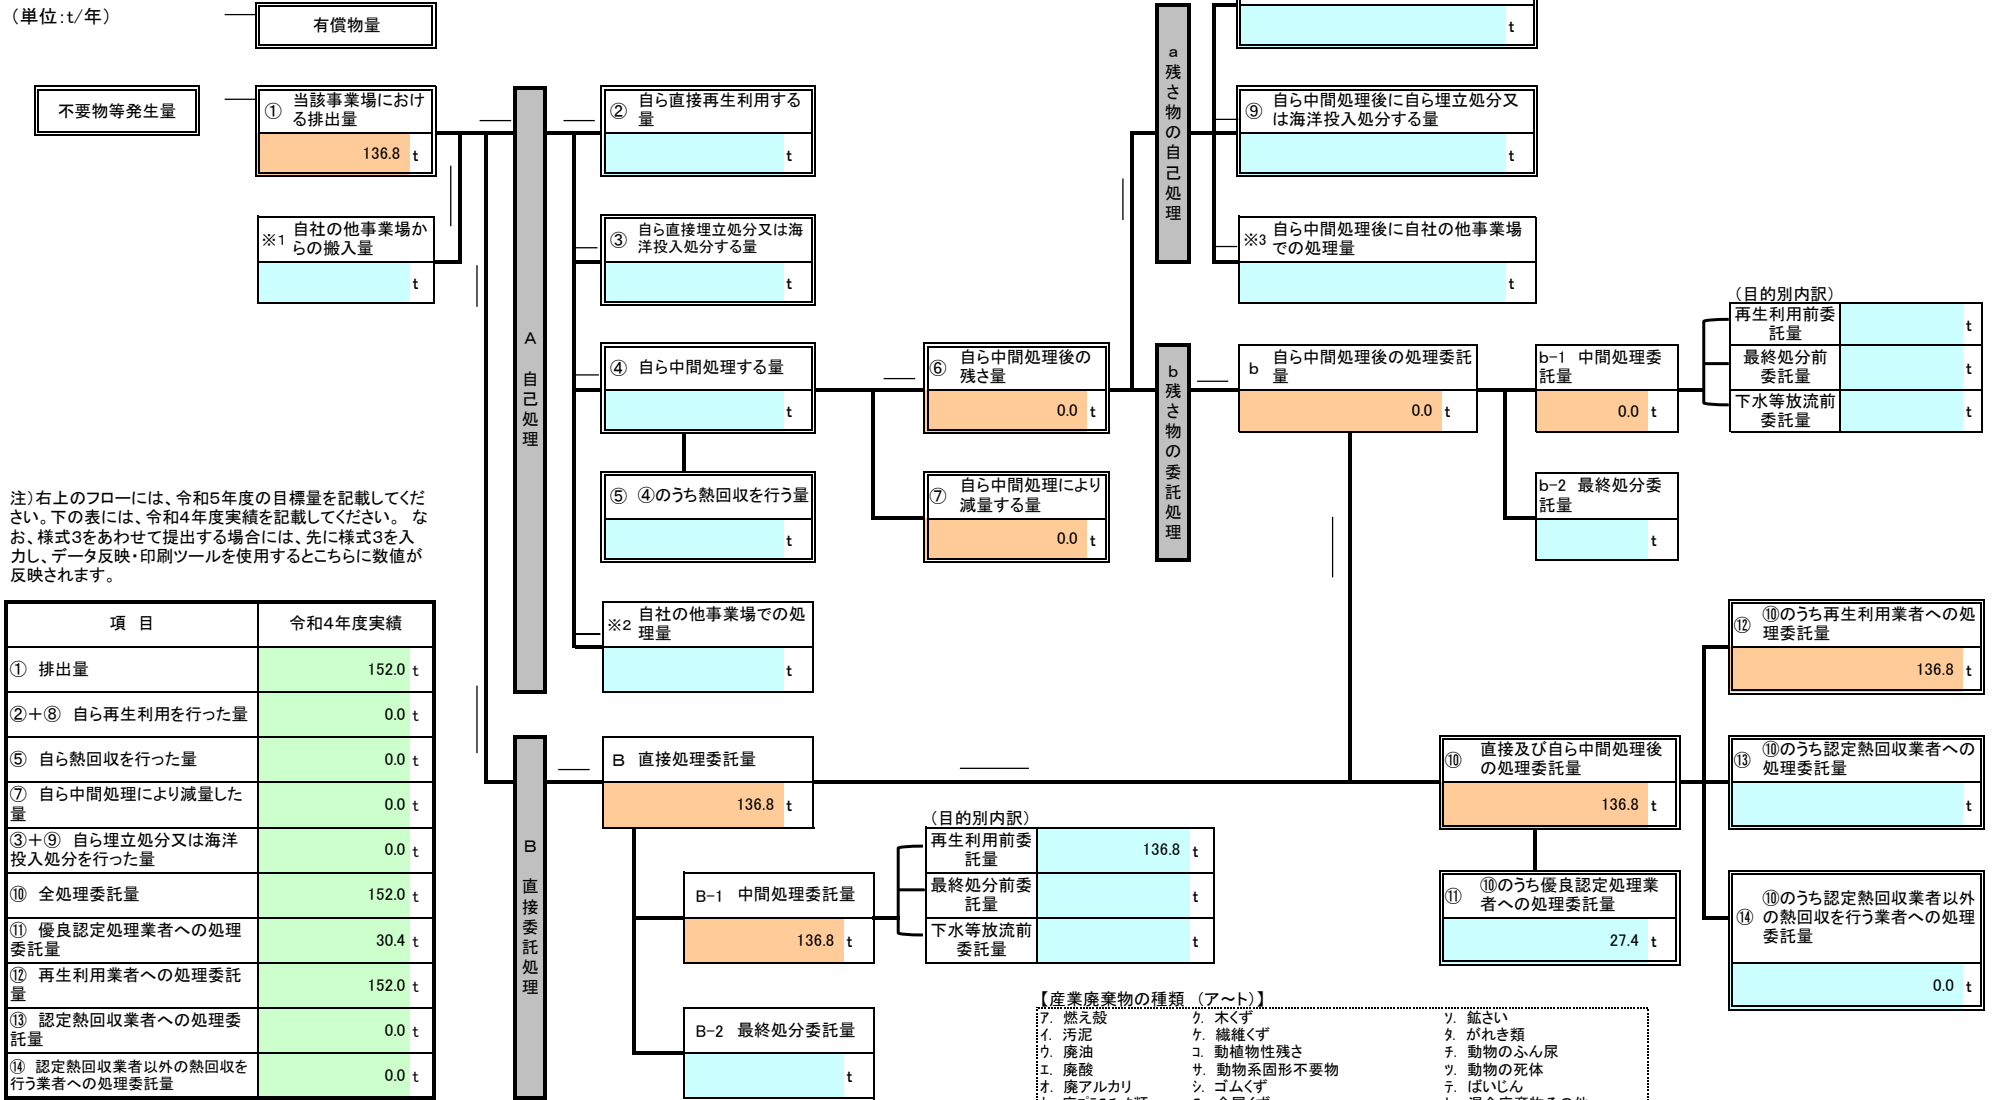 （単位:t/年）
有償物量
t
不要物等発生量
① 当該事業場におけ
る排出量
136.8 t
※1 自社の他事業場か
らの搬入量
t
A 自己処理
② 自ら直接再生利用する
量
t
③ 自ら直接埋立処分又は海
洋投入処分する量
t
④ 自ら中間処理する量
t
⑤ ④のうち熱回収を行う量
t
※2 自社の他事業場での処
理量
t
⑥ 自ら中間処理後の
残さ量
0.0 t
⑦ 自ら中間処理により
減量する量
0.0 t
a 残さ物の自己処理
⑨ 自ら中間処理後に自ら埋立処分又
は海洋投入処分する量
t
※3 自ら中間処理後に自社の他事業場
での処理量
t
b 残さ物の委託処理
b 自ら中間処理後の処理委託
量
0.0 t
b-1 中間処理委
託量
0.0 t
（目的別内訳）
再生利用前委
託量
t
最終処分前
委託量
t
下水等放流前
委託量
t
b-2 最終処分委
託量
t
注）右上のフローには、令和5年度の目標量を記載してくだ
さい。下の表には、令和4年度実績を記載してください。 な
お、様式3をあわせて提出する場合には、先に様式3を入
力し、データ反映・印刷ツールを使用するとこちらに数値が
反映されます。
項 目 令和4年度実績
① 排出量 152.0 t
②＋⑧ 自ら再生利用を行った量 0.0 t
⑤ 自ら熱回収を行った量 0.0 t
⑦ 自ら中間処理により減量した
量 0.0 t
③＋⑨ 自ら埋立処分又は海洋
投入処分を行った量 0.0 t
⑩ 全処理委託量 152.0 t
⑪ 優良認定処理業者への処理
委託量 30.4 t
⑫ 再生利用業者への処理委託
量 152.0 t
⑬ 認定熱回収業者への処理委
託量 0.0 t
⑭ 認定熱回収業者以外の熱回収を
行う業者への処理委託量 0.0 t
B 直接委託処理
B 直接処理委託量
136.8 t
B-1 中間処理委託量
136.8 t
（目的別内訳）
再生利用前委
託量
136.8 t
最終処分前委
託量
t
下水等放流前
委託量
t
B-2 最終処分委託量
t
⑩ 直接及び自ら中間処理後
の処理委託量
136.8 t
⑪ ⑩のうち優良認定処理業
者への処理委託量
27.4 t
⑫ ⑩のうち再生利用業者への処
理委託量
136.8 t
⑬ ⑩のうち認定熱回収業者への
処理委託量
t
⑭ ⑩のうち認定熱回収業者以外
の熱回収を行う業者への処理
委託量
0.0 t
【産業廃棄物の種類 （ア～ト）】
ア. 燃え殻 ク. 木くず ソ. 鉱さい
イ. 汚泥 ケ. 繊維くず タ. がれき類
ウ. 廃油 コ. 動植物性残さ チ. 動物のふん尿
エ. 廃酸 サ. 動物系固形不要物 ツ. 動物の死体
オ. 廃アルカリ シ. ゴムくず テ. ばいじん